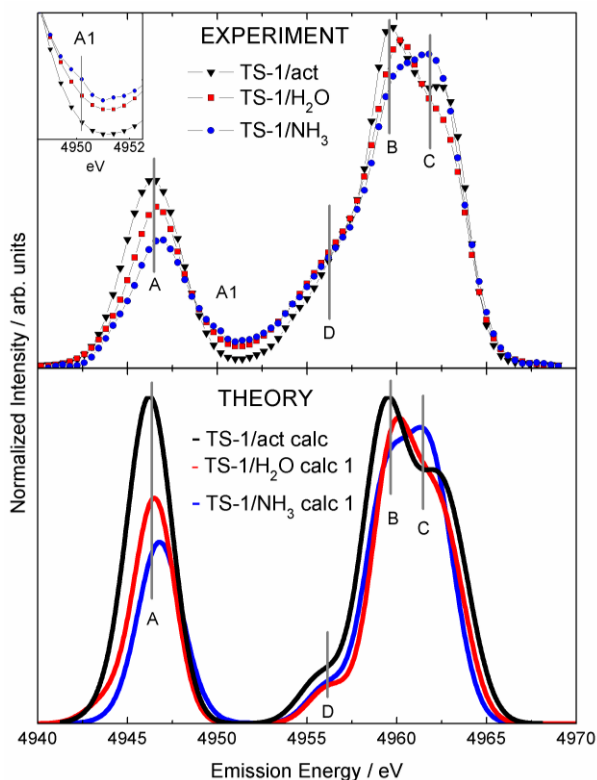 A1
4950 4952
eV
EXPERIMENT
TS-1/act
TS-1/H₂O
TS-1/NH₃
B
C
A
A1
D
Normalized Intensity / arb. units
THEORY
TS-1/act calc
TS-1/H₂O calc 1
TS-1/NH₃ calc 1
B
C
A
D
4940 4945 4950 4955 4960 4965 4970
Emission Energy / eV